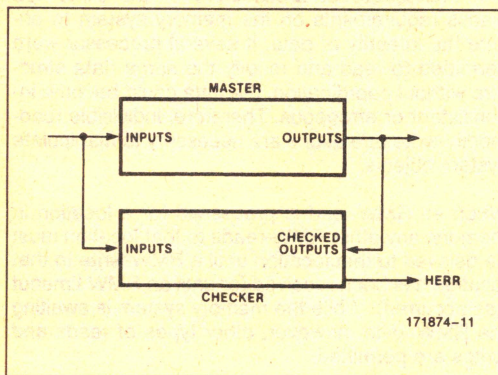 MASTER
INPUTS OUTPUTS
INPUTS CHECKED
OUTPUTS
HERR
CHECKER
171874–11